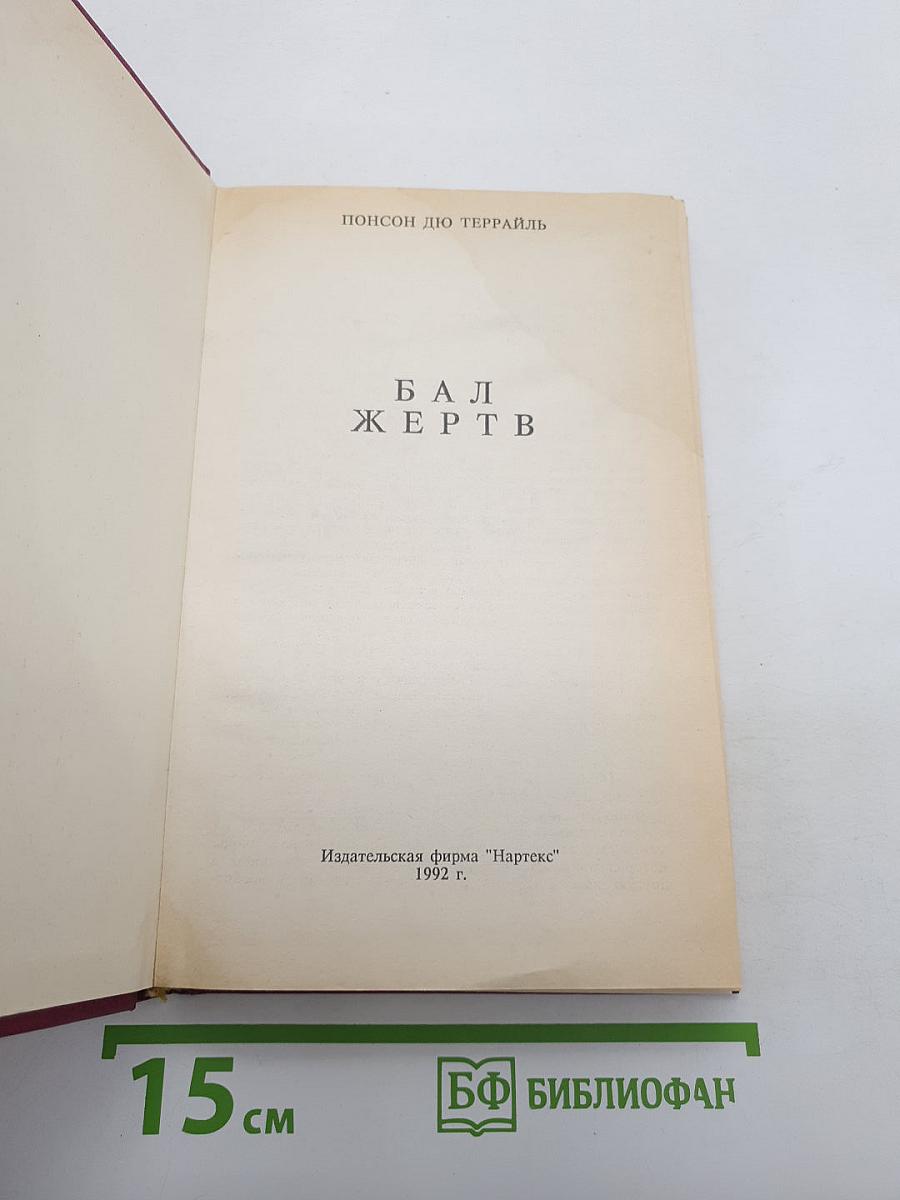 ПОНСОН ДЮ ТЕРРАЙЛЬ
БАЛ
ЖЕРТВ
Издательская фирма "Нартекс"
1992 г.
15 см
БФ БИБЛИОФАН